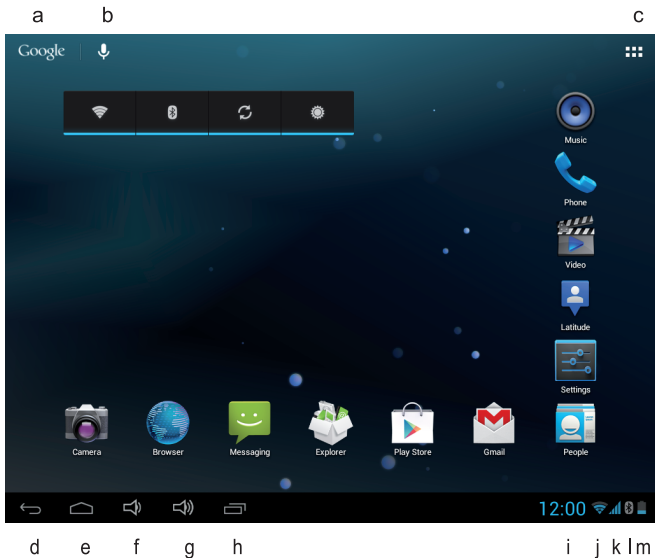 a b c
Google
Music
Phone
Video
Latitude
Settings
Camera Browser Messaging Explorer Play Store Gmail People
12:00
d e f g h i j k l m